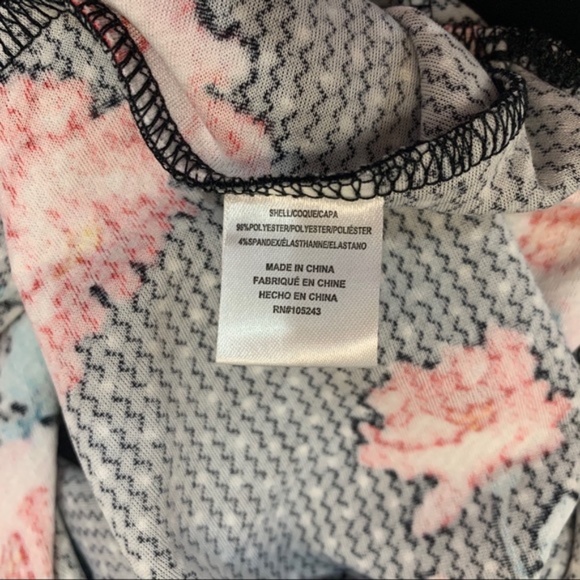 SHELL/COQUE/CAPA
96%POLYESTER/POLYESTER/POLIÉSTER
4%SPANDEX/ÉLASTHANNE/ELASTANO
MADE IN CHINA
FABRIQUÉ EN CHINE
HECHO EN CHINA
RN#105243